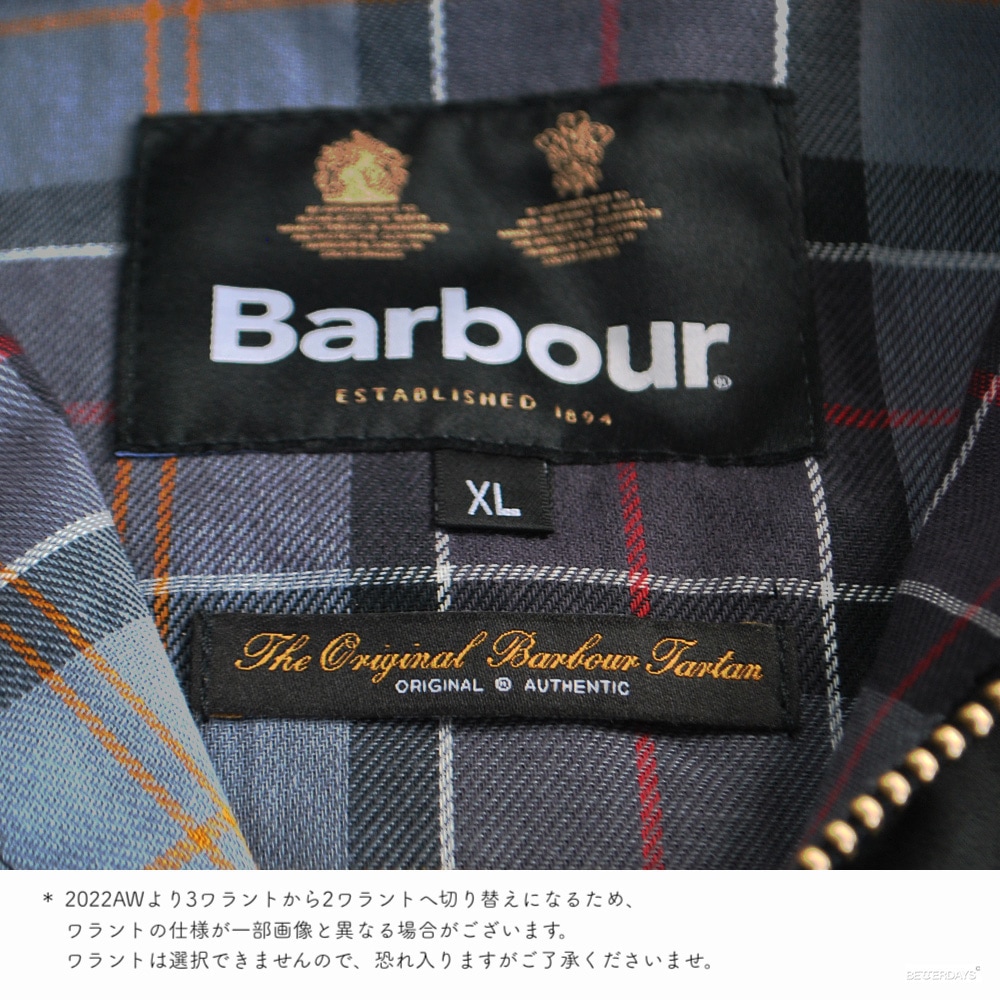 Barbour®
ESTABLISHED 1894
XL
The Original Barbour Tartan
ORIGINAL ® AUTHENTIC
* 2022AWより3ワラントから2ワラントへ切り替えになるため、
ワラントの仕様が一部画像と異なる場合がございます。
ワラントは選択できませんので、恐れ入りますがご了承くださいませ。
BETTERDAYS©